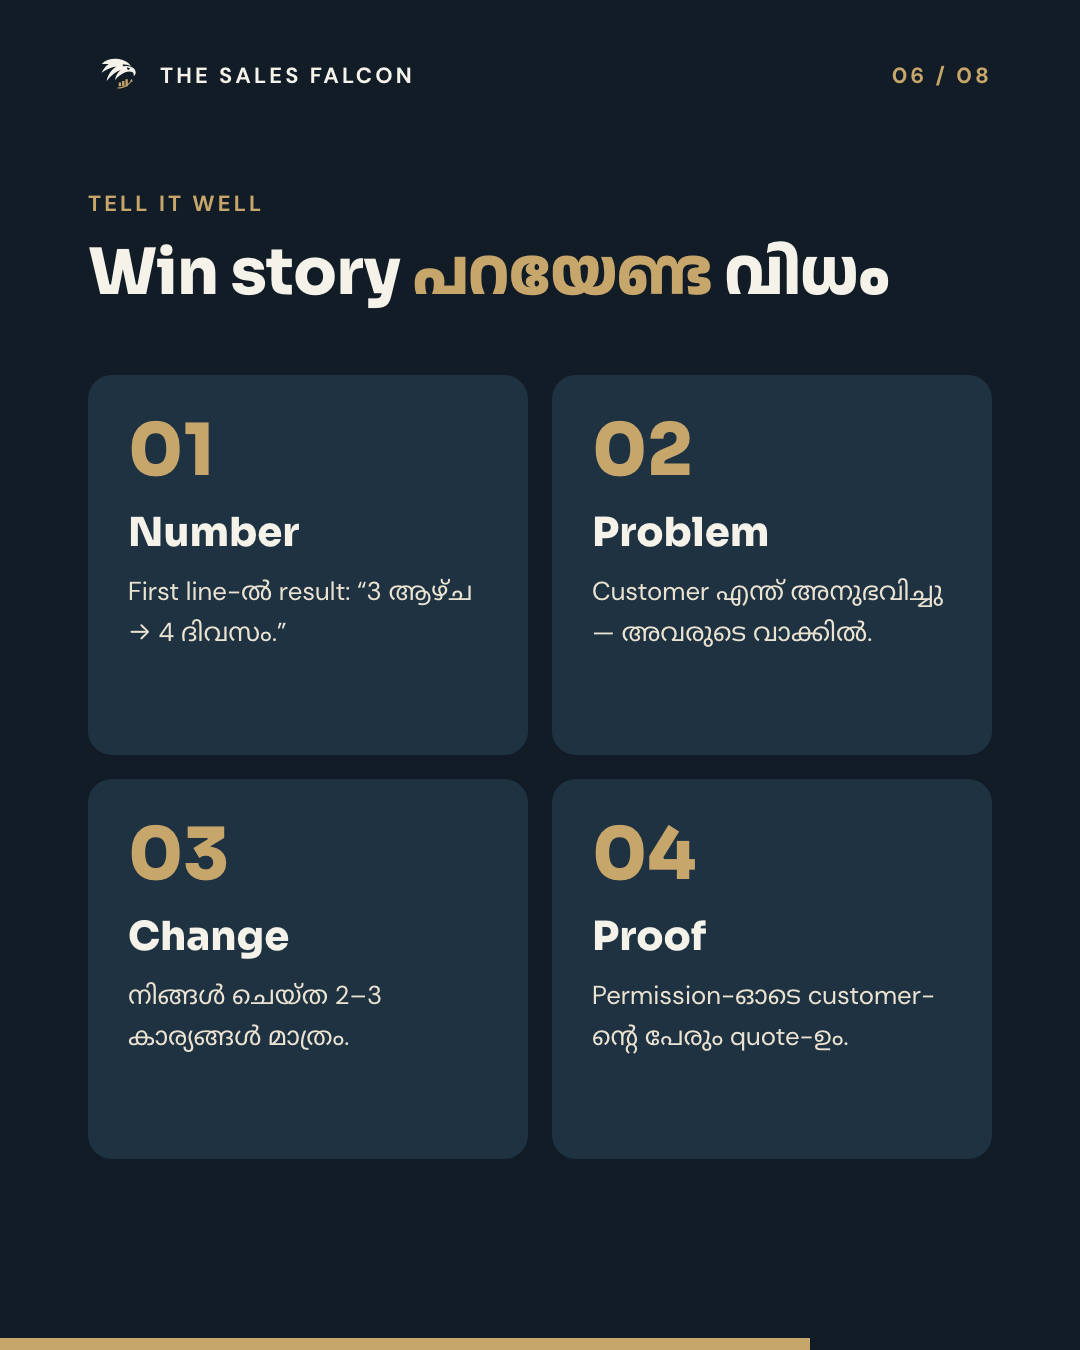 THE SALES FALCON
06 / 08
TELL IT WELL
Win story പറയേണ്ട വിധം
01
Number
First line-ൽ result: “3 ആഴ്ച
→ 4 ദിവസം.”
02
Problem
Customer എന്ത് അനുഭവിച്ചു
— അവരുടെ വാക്കിൽ.
03
Change
നിങ്ങൾ ചെയ്ത 2–3
കാര്യങ്ങൾ മാത്രം.
04
Proof
Permission-ഓടെ customer-
ന്റെ പേരും quote-ഉം.